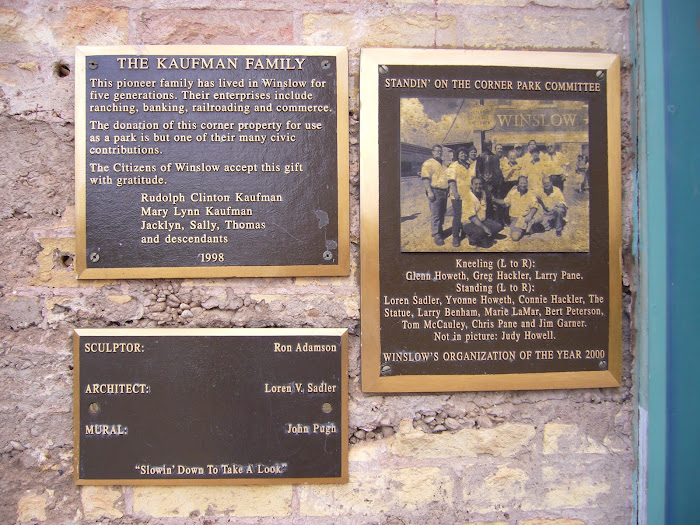 THE KAUFMAN FAMILY
This pioneer family has lived in Winslow for
five generations. Their enterprises include
ranching, banking, railroading and commerce.
The donation of this corner property for use
as a park is but one of their many civic
contributions.
The Citizens of Winslow accept this gift
with gratitude.
Rudolph Clinton Kaufman
Mary Lynn Kaufman
Jacklyn, Sally, Thomas
and descendants
1998
STANDIN' ON THE CORNER PARK COMMITTEE
WINSLOW
Kneeling (L to R):
Glenn Howeth, Greg Hackler, Larry Pane.
Standing (L to R):
Loren Sadler, Yvonne Howeth, Connie Hackler, The
Statue, Larry Benham, Marie LaMar, Bert Peterson,
Tom McCauley, Chris Pane and Jim Garner.
Not in picture: Judy Howell.
WINSLOW'S ORGANIZATION OF THE YEAR 2000
SCULPTOR: Ron Adamson
ARCHITECT: Loren V. Sadler
MURAL: John Pugh
"Slowin' Down To Take A Look"